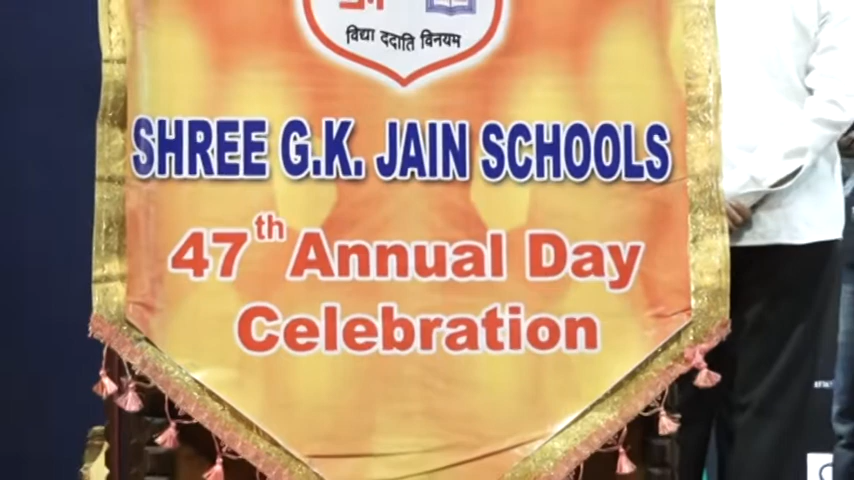 विद्या ददाति विनयम
SHREE G.K. JAIN SCHOOLS
47th Annual Day
Celebration